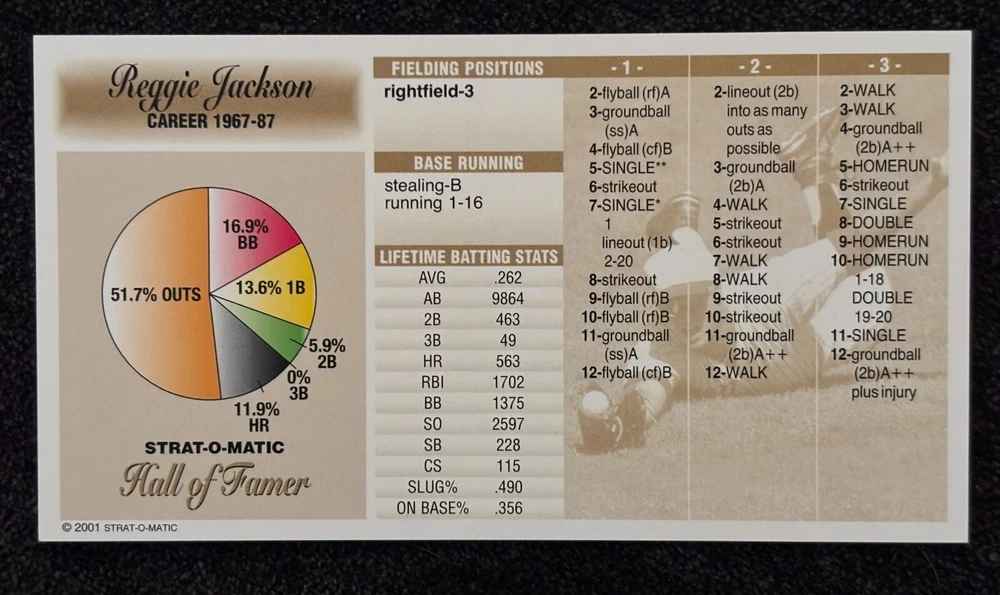 Reggie Jackson
CAREER 1967-87
16.9%
BB
13.6% 1B
51.7% OUTS
5.9%
2B
0%
3B
11.9%
HR
STRAT-O-MATIC
Hall of Famer
© 2001 STRAT-O-MATIC
FIELDING POSITIONS
rightfield-3
BASE RUNNING
stealing-B
running 1-16
LIFETIME BATTING STATS
AVG .262
AB 9864
2B 463
3B 49
HR 563
RBI 1702
BB 1375
SO 2597
SB 228
CS 115
SLUG% .490
ON BASE% .356
- 1 -
2-flyball (rf)A
3-groundball
(ss)A
4-flyball (cf)B
5-SINGLE**
6-strikeout
7-SINGLE*
1
lineout (1b)
2-20
8-strikeout
9-flyball (rf)B
10-flyball (rf)B
11-groundball
(ss)A
12-flyball (cf)B
- 2 -
2-lineout (2b)
into as many
outs as
possible
3-groundball
(2b)A
4-WALK
5-strikeout
6-strikeout
7-WALK
8-WALK
9-strikeout
10-strikeout
11-groundball
(2b)A++
12-WALK
- 3 -
2-WALK
3-WALK
4-groundball
(2b)A++
5-HOMERUN
6-strikeout
7-SINGLE
8-DOUBLE
9-HOMERUN
10-HOMERUN
1-18
DOUBLE
19-20
11-SINGLE
12-groundball
(2b)A++
plus injury